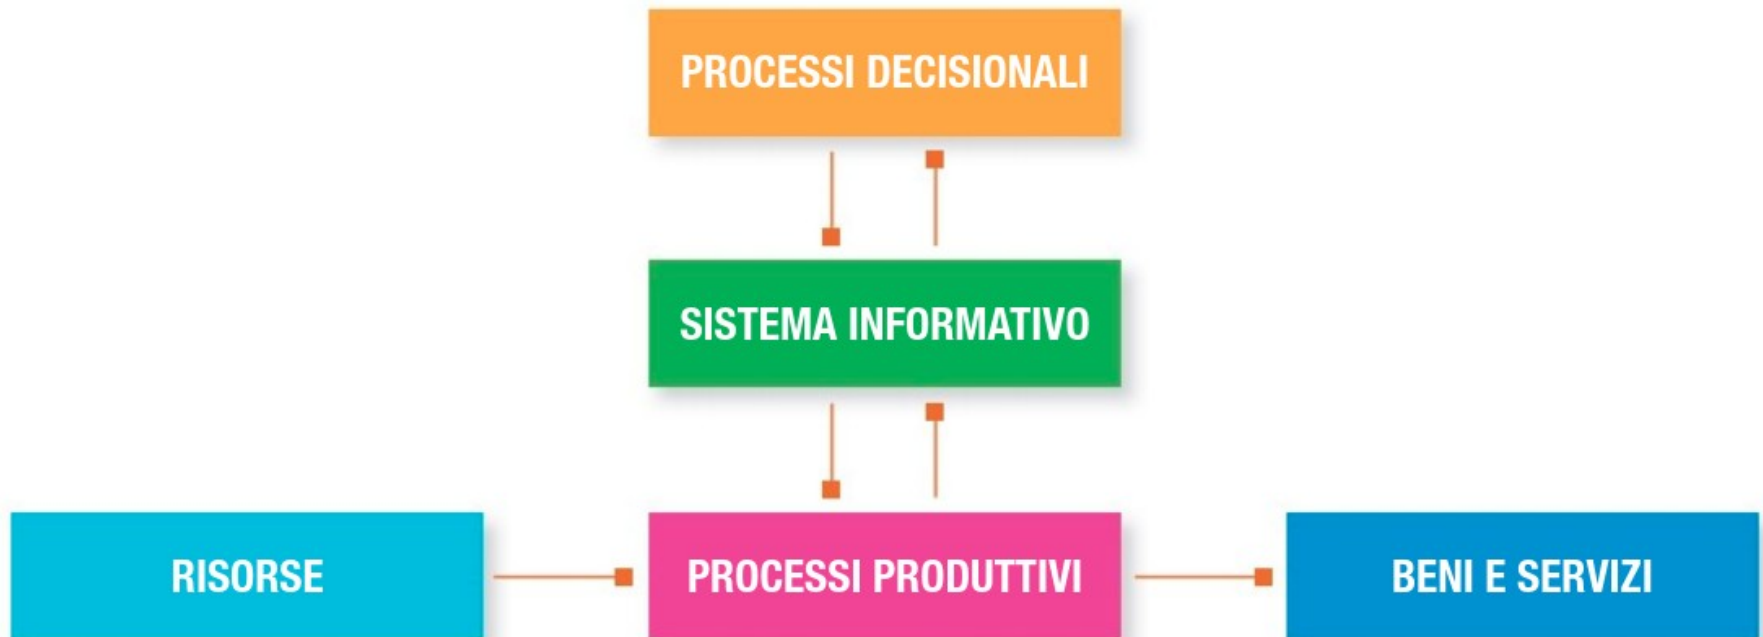 PROCESSI DECISIONALI
SISTEMA INFORMATIVO
RISORSE
PROCESSI PRODUTTIVI
BENI E SERVIZI